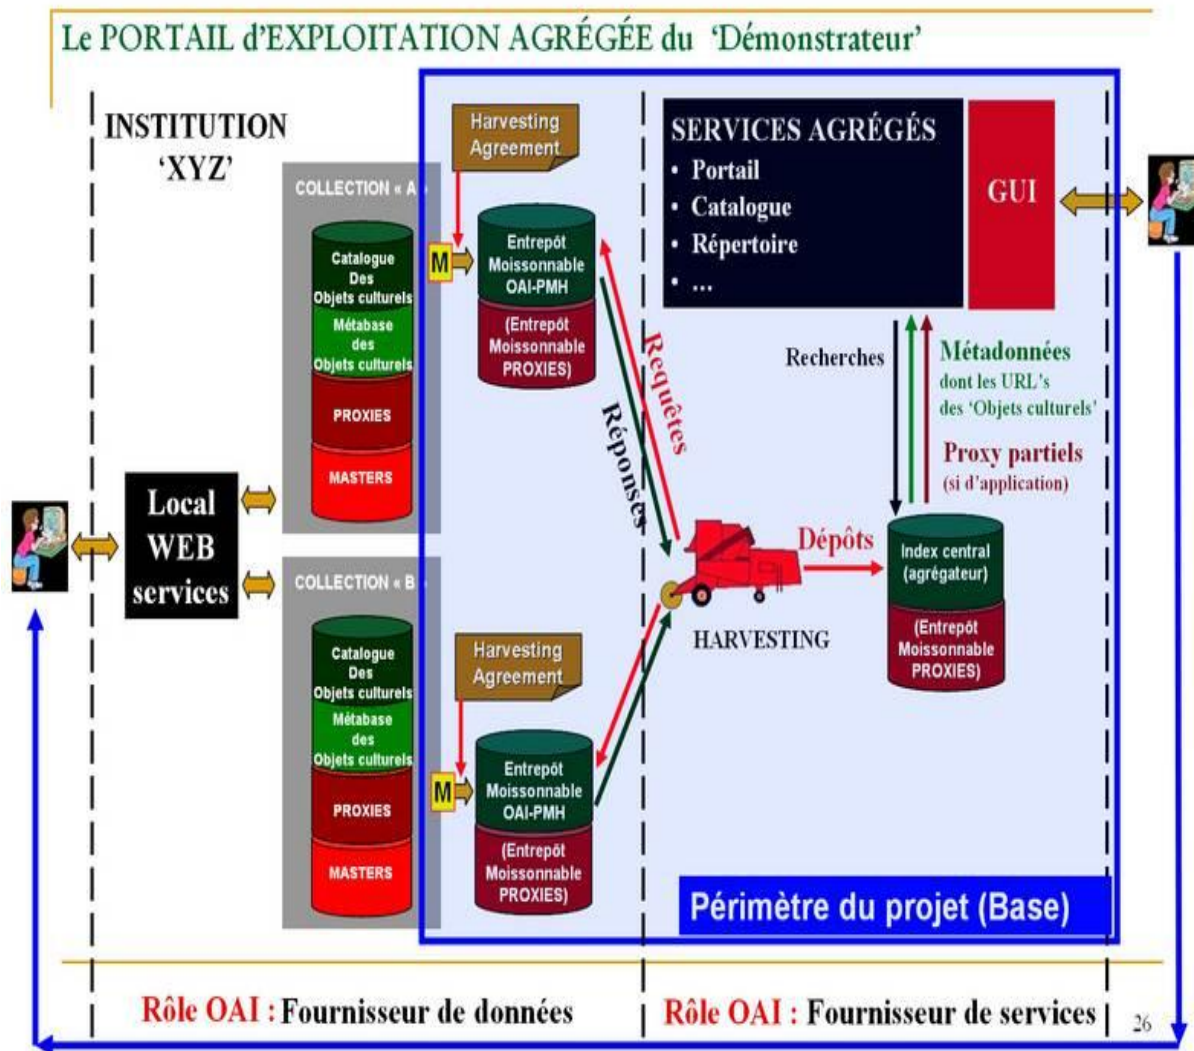 Le PORTAIL d'EXPLOITATION AGRÉGÉE du 'Démonstrateur'
INSTITUTION
'XYZ'
Local
WEB
services
COLLECTION « A »
Catalogue
Des
Objets culturels
Métabase
des
Objets culturels
PROXIES
MASTERS
COLLECTION « B »
Catalogue
Des
Objets culturels
Métabase
des
Objets culturels
PROXIES
MASTERS
Harvesting
Agreement
M
Entrepôt
Moissonnable
OAI-PMH
(Entrepôt
Moissonnable
PROXIES)
Harvesting
Agreement
M
Entrepôt
Moissonnable
OAI-PMH
(Entrepôt
Moissonnable
PROXIES)
Requêtes
Réponses
HARVESTING
Dépôts
SERVICES AGRÉGÉS
• Portail
• Catalogue
• Répertoire
• ...
GUI
Recherches
Métadonnées
dont les URL's
des 'Objets culturels'
Proxy partiels
(si d'application)
Index central
(agrégateur)
(Entrepôt
Moissonnable
PROXIES)
Périmètre du projet (Base)
Rôle OAI : Fournisseur de données
Rôle OAI : Fournisseur de services
26